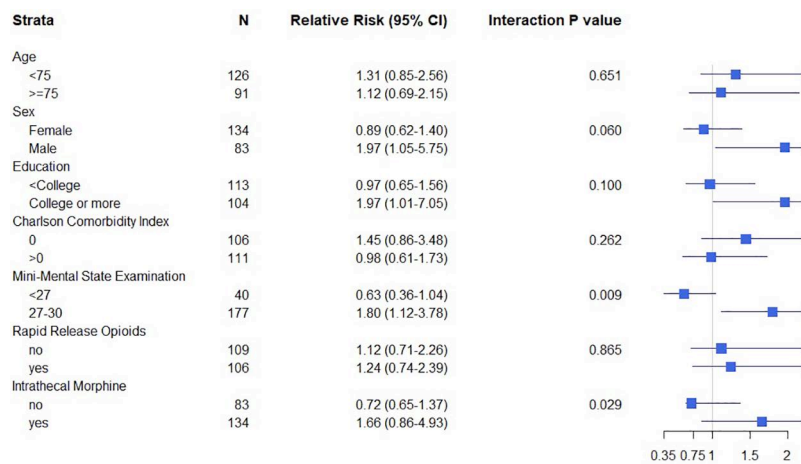 Strata N Relative Risk (95% CI) Interaction P value
Age
<75 126 1.31 (0.85-2.56) 0.651
>=75 91 1.12 (0.69-2.15)
Sex
Female 134 0.89 (0.62-1.40) 0.060
Male 83 1.97 (1.05-5.75)
Education
<College 113 0.97 (0.65-1.56) 0.100
College or more 104 1.97 (1.01-7.05)
Charlson Comorbidity Index
0 106 1.45 (0.86-3.48) 0.262
>0 111 0.98 (0.61-1.73)
Mini-Mental State Examination
<27 40 0.63 (0.36-1.04) 0.009
27-30 177 1.80 (1.12-3.78)
Rapid Release Opioids
no 109 1.12 (0.71-2.26) 0.865
yes 106 1.24 (0.74-2.39)
Intrathecal Morphine
no 83 0.72 (0.65-1.37) 0.029
yes 134 1.66 (0.86-4.93)
0.35 0.75 1 1.5 2